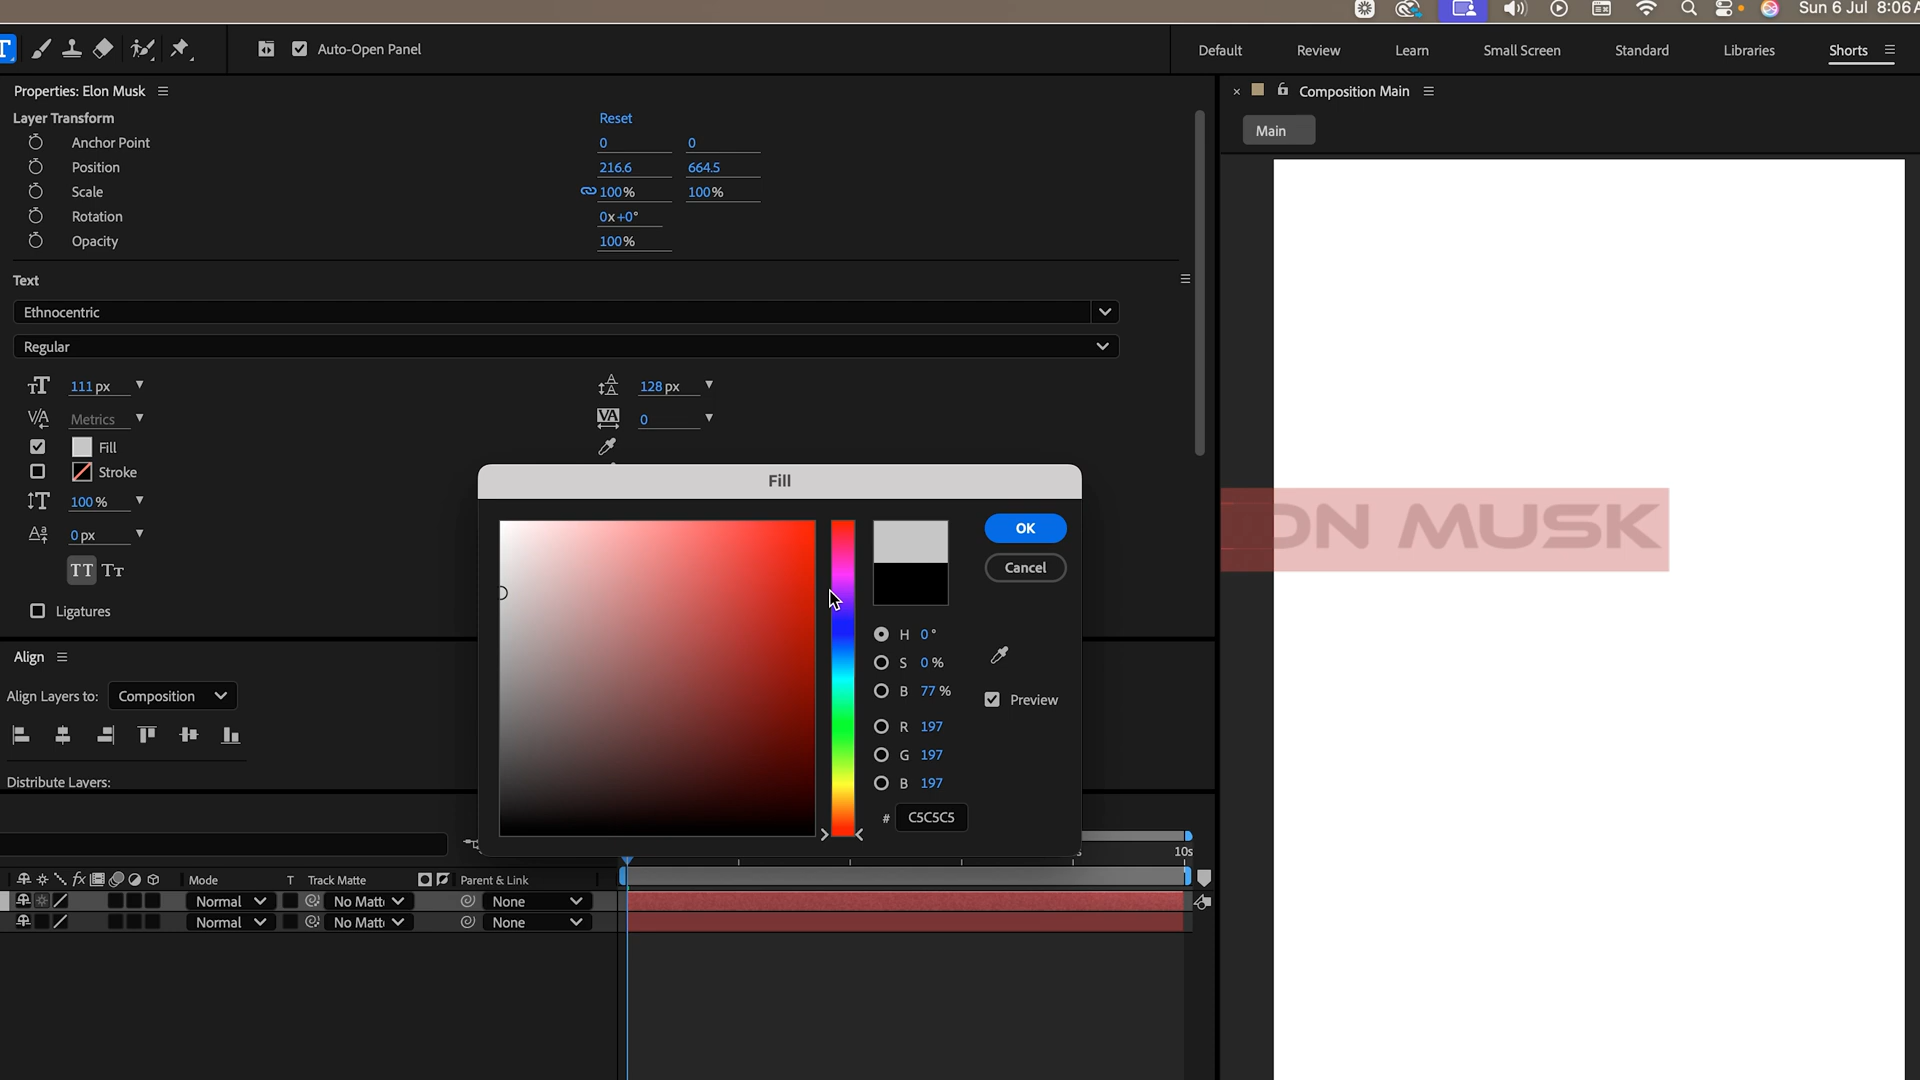 Sun 6 Jul 8:06
Auto-Open Panel
Default Review Learn Small Screen Standard Libraries Shorts
Properties: Elon Musk
Composition Main
Layer Transform Reset
Main
Anchor Point 0 0
Position 216.6 664.5
Scale 100% 100%
Rotation 0x+0°
Opacity 100%
Text
Ethnocentric
Regular
111 px 128 px
Metrics 0
Fill
Stroke
100 %
0 px
TT Tт
Ligatures
Fill
OK
Cancel
H 0 °
S 0 %
B 77 %
Preview
R 197
G 197
B 197
# C5C5C5
ON MUSK
Align
Align Layers to: Composition
Distribute Layers:
10s
Mode T Track Matte Parent & Link
Normal No Matt None
Normal No Matt None